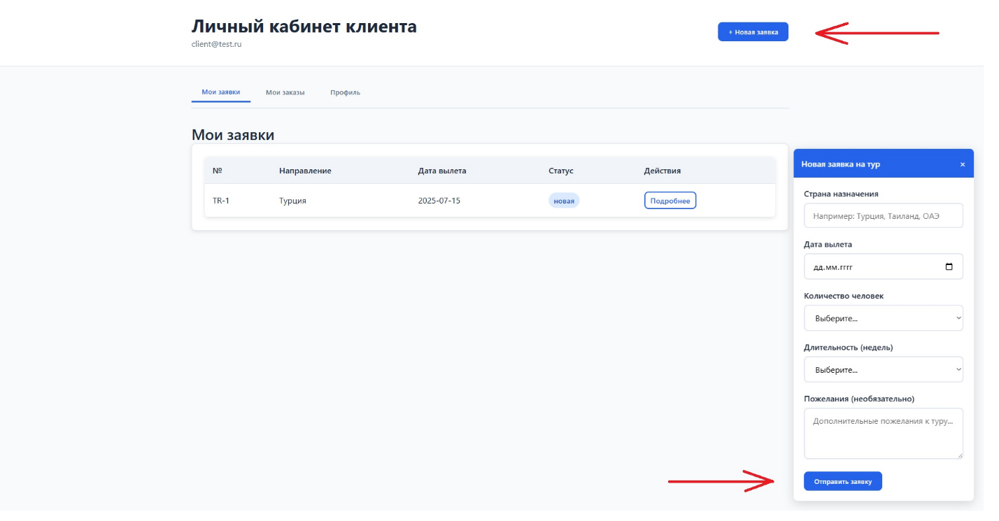 Личный кабинет клиента
client@test.ru
+ Новая заявка
Мои заявки Мои заказы Профиль
Мои заявки
№ Направление Дата вылета Статус Действия
TR-1 Турция 2025-07-15 новая Подробнее
Новая заявка на тур ×
Страна назначения
Например: Турция, Таиланд, ОАЭ
Дата вылета
дд.мм.гггг
Количество человек
Выберите...
Длительность (недель)
Выберите...
Пожелания (необязательно)
Дополнительные пожелания к туру...
Отправить заявку